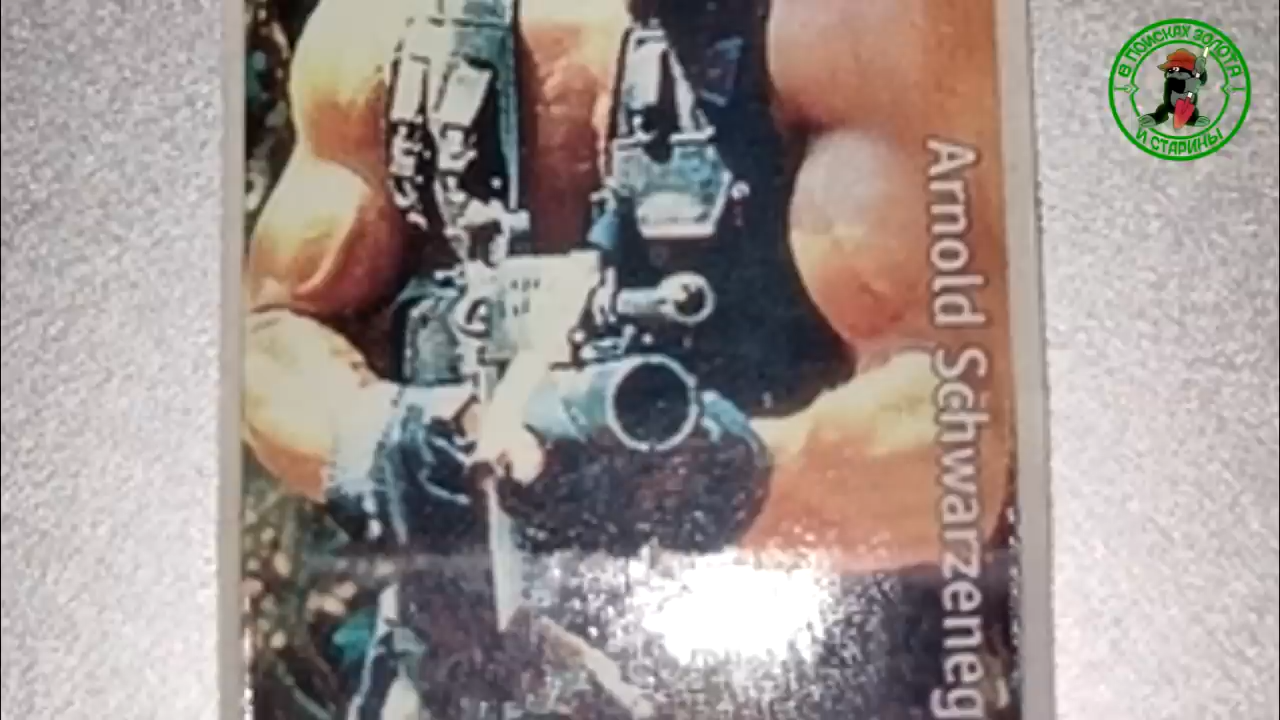 В ПОИСКАХ ЗОЛОТА
И СТАРИНЫ
Arnold Schwarzeneg